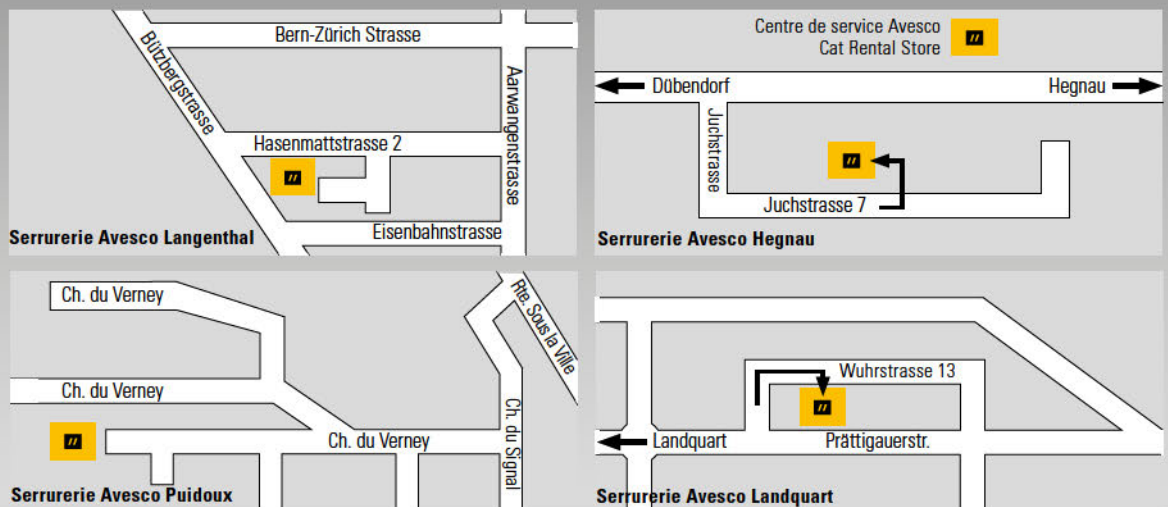 Bern-Zürich Strasse
Bützbergstrasse
Aarwangenstrasse
Hasenmattstrasse 2
Eisenbahnstrasse
Serrurerie Avesco Langenthal
Centre de service Avesco
Cat Rental Store
Dübendorf
Hegnau
Juchstrasse
Juchstrasse 7
Serrurerie Avesco Hegnau
Ch. du Verney
Rte. Sous la Ville
Ch. du Verney
Ch. du Verney
Ch. du Signal
Serrurerie Avesco Puidoux
Wuhrstrasse 13
Landquart
Prättigauerstr.
Serrurerie Avesco Landquart